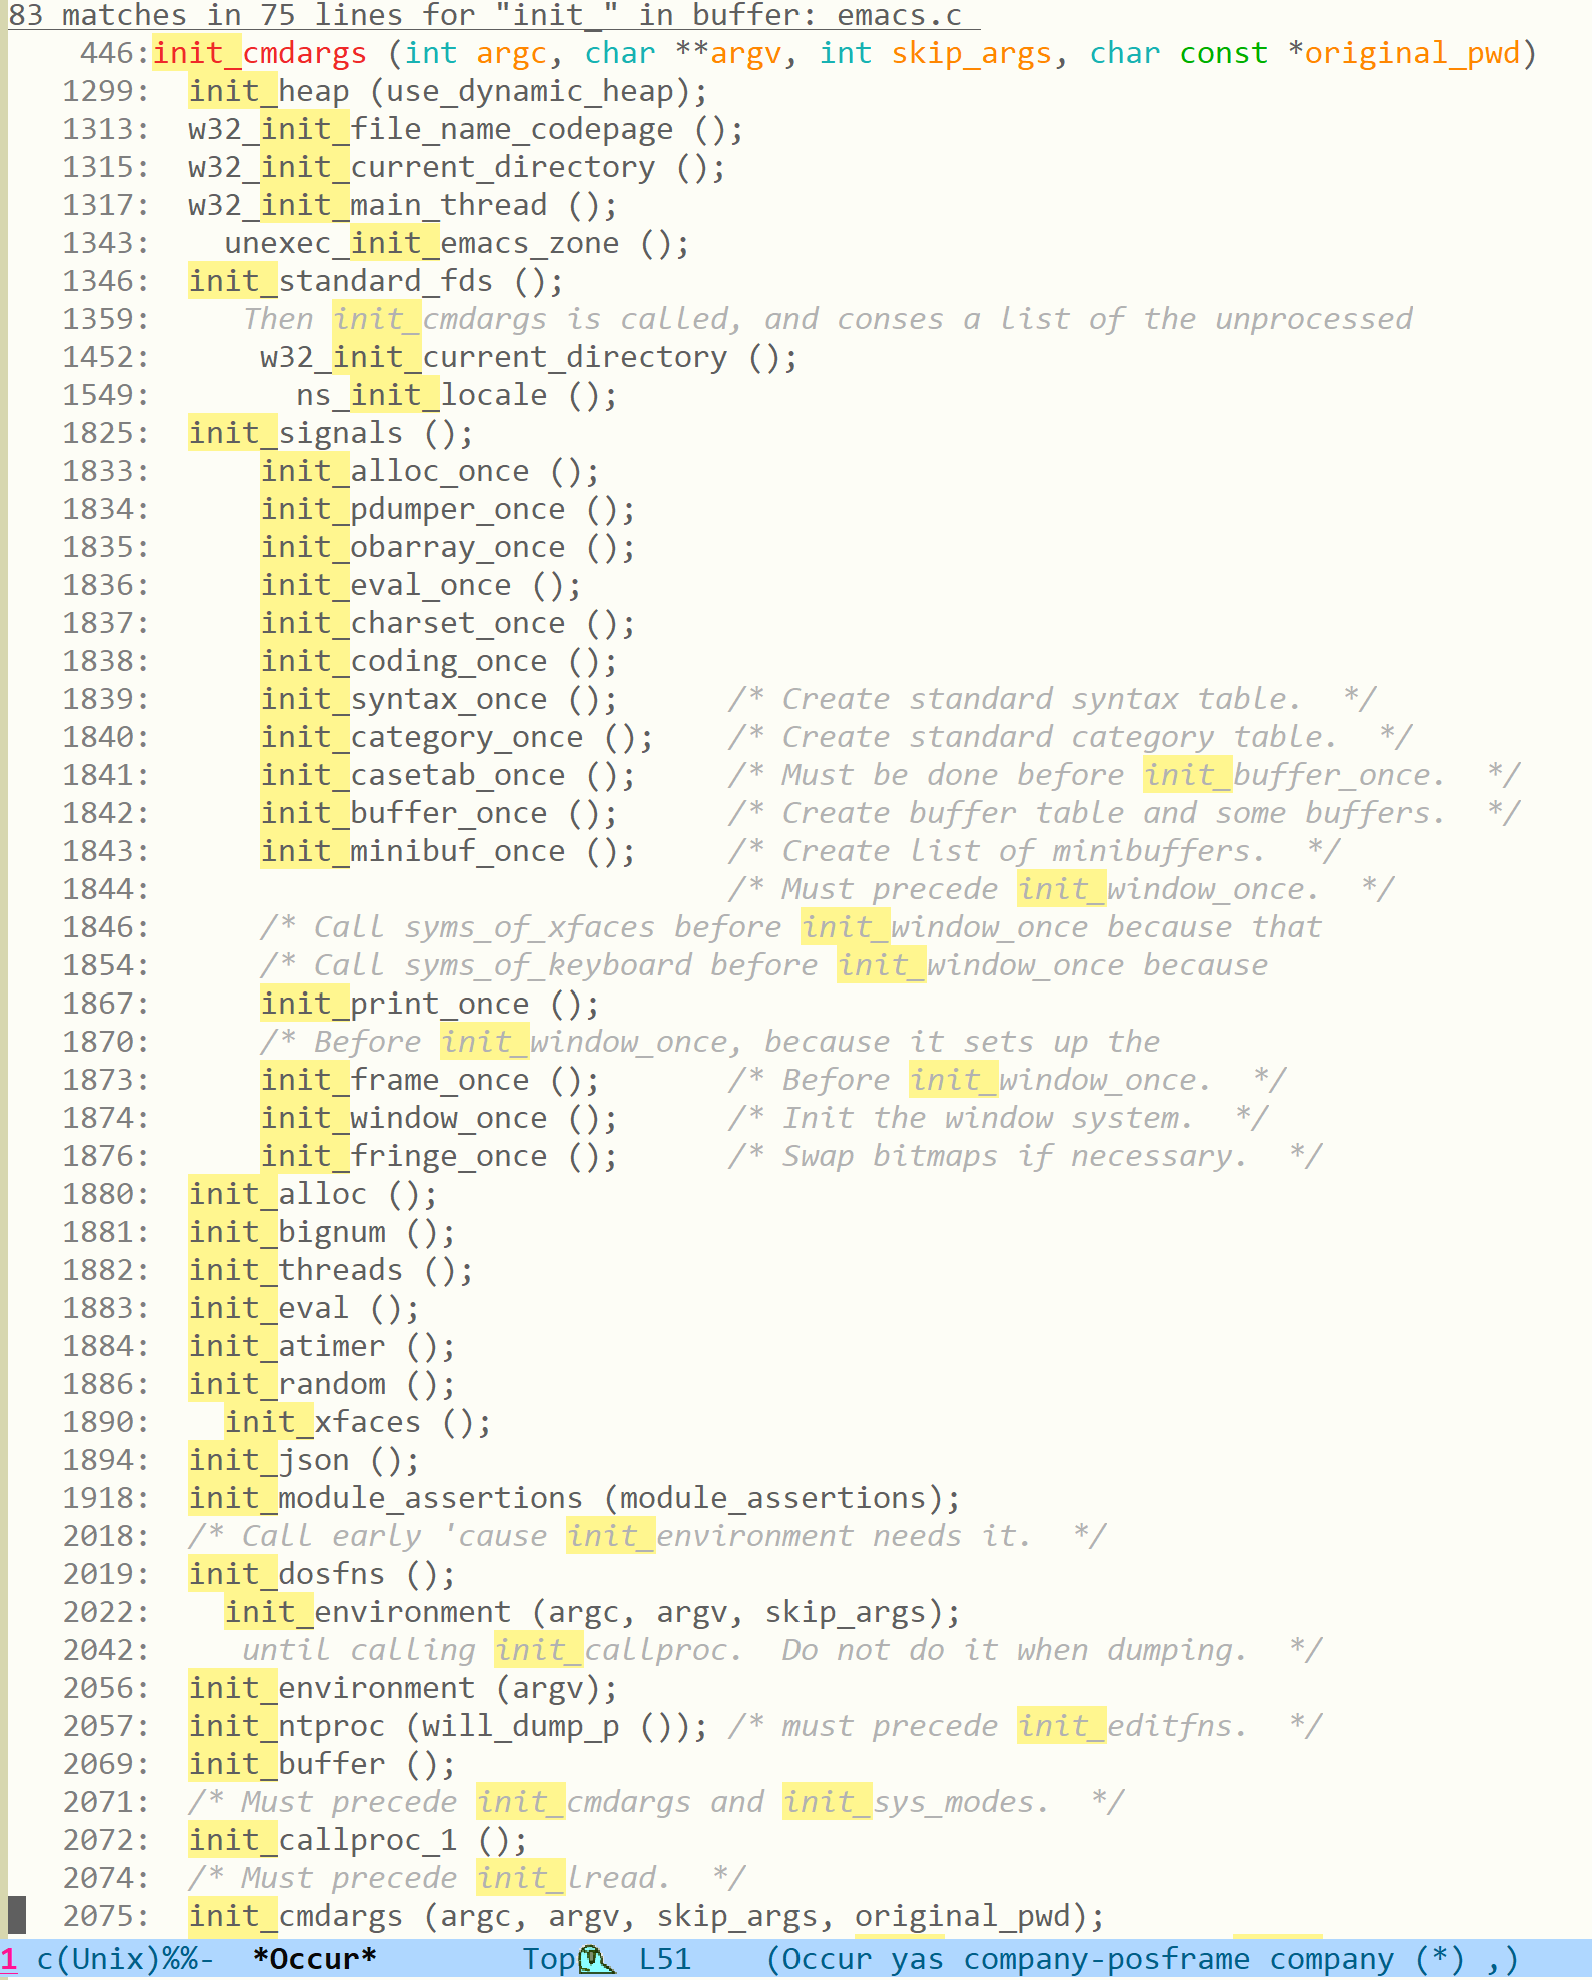 83 matches in 75 lines for "init_" in buffer: emacs.c
446:init_cmdargs (int argc, char **argv, int skip_args, char const *original_pwd)
1299:  init_heap (use_dynamic_heap);
1313:  w32_init_file_name_codepage ();
1315:  w32_init_current_directory ();
1317:  w32_init_main_thread ();
1343:    unexec_init_emacs_zone ();
1346:  init_standard_fds ();
1359:     Then init_cmdargs is called, and conses a list of the unprocessed
1452:      w32_init_current_directory ();
1549:        ns_init_locale ();
1825:  init_signals ();
1833:      init_alloc_once ();
1834:      init_pdumper_once ();
1835:      init_obarray_once ();
1836:      init_eval_once ();
1837:      init_charset_once ();
1838:      init_coding_once ();
1839:      init_syntax_once ();      /* Create standard syntax table.  */
1840:      init_category_once ();    /* Create standard category table.  */
1841:      init_casetab_once ();     /* Must be done before init_buffer_once.  */
1842:      init_buffer_once ();      /* Create buffer table and some buffers.  */
1843:      init_minibuf_once ();     /* Create list of minibuffers.  */
1844:                                /* Must precede init_window_once.  */
1846:      /* Call syms_of_xfaces before init_window_once because that
1854:      /* Call syms_of_keyboard before init_window_once because
1867:      init_print_once ();
1870:      /* Before init_window_once, because it sets up the
1873:      init_frame_once ();       /* Before init_window_once.  */
1874:      init_window_once ();      /* Init the window system.  */
1876:      init_fringe_once ();      /* Swap bitmaps if necessary.  */
1880:  init_alloc ();
1881:  init_bignum ();
1882:  init_threads ();
1883:  init_eval ();
1884:  init_atimer ();
1886:  init_random ();
1890:    init_xfaces ();
1894:  init_json ();
1918:  init_module_assertions (module_assertions);
2018:  /* Call early 'cause init_environment needs it.  */
2019:  init_dosfns ();
2022:    init_environment (argc, argv, skip_args);
2042:     until calling init_callproc.  Do not do it when dumping.  */
2056:  init_environment (argv);
2057:  init_ntproc (will_dump_p ()); /* must precede init_editfns.  */
2069:  init_buffer ();
2071:  /* Must precede init_cmdargs and init_sys_modes.  */
2072:  init_callproc_1 ();
2074:  /* Must precede init_lread.  */
2075:  init_cmdargs (argc, argv, skip_args, original_pwd);
1 c(Unix)%%-  *Occur*        Top L51    (Occur yas company-posframe company (*) ,)